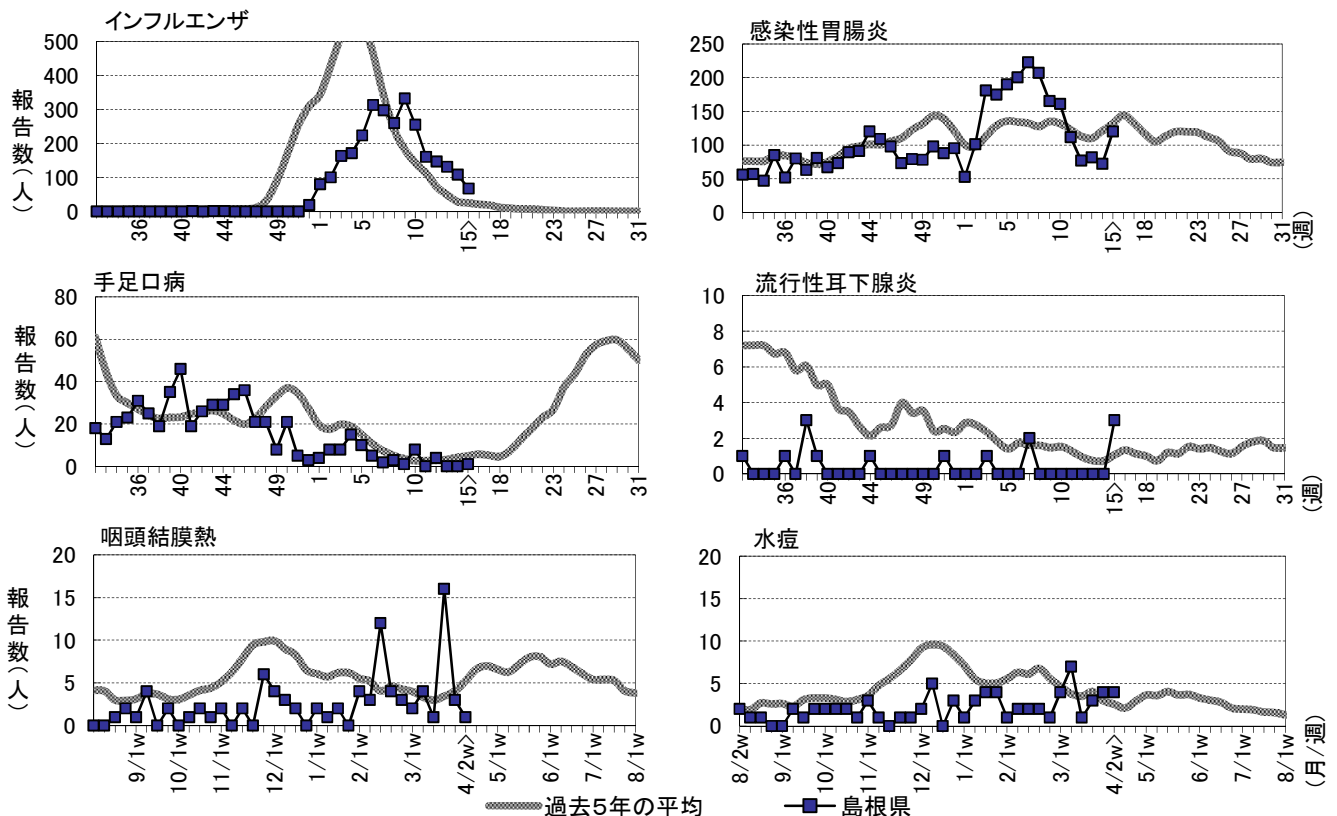 インフルエンザ
報告数(人)
500
400
300
200
100
0
36
40
44
49
1
5
10
15>
18
23
27
31
感染性胃腸炎
250
200
150
100
50
0
36
40
44
49
1
5
10
15>
18
23
27
31
(週)
手足口病
報告数(人)
80
60
40
20
0
36
40
44
49
1
5
10
15>
18
23
27
31
流行性耳下腺炎
10
8
6
4
2
0
36
40
44
49
1
5
10
15>
18
23
27
31
(週)
咽頭結膜熱
報告数(人)
20
15
10
5
0
9/1w
10/1w
11/1w
12/1w
1/1w
2/1w
3/1w
4/2w>
5/1w
6/1w
7/1w
8/1w
水痘
20
15
10
5
0
8/2w
9/1w
10/1w
11/1w
12/1w
1/1w
2/1w
3/1w
4/2w>
5/1w
6/1w
7/1w
8/1w
(月/週)
過去5年の平均
島根県